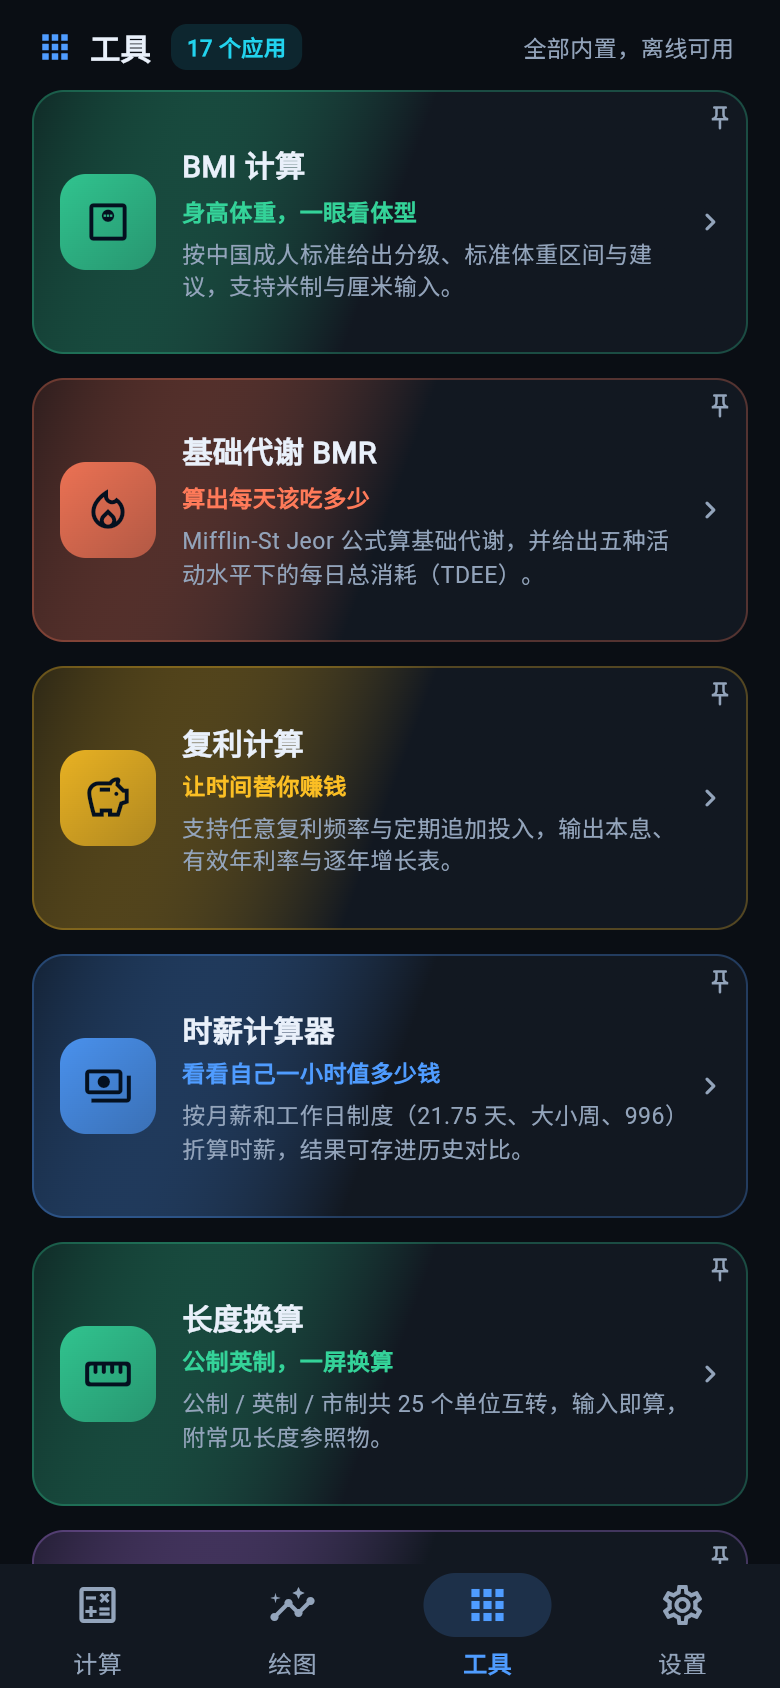 工具
17 个应用
全部内置，离线可用
BMI 计算
身高体重，一眼看体型
按中国成人标准给出分级、标准体重区间与建
议，支持米制与厘米输入。
基础代谢 BMR
算出每天该吃多少
Mifflin-St Jeor 公式算基础代谢，并给出五种活
动水平下的每日总消耗（TDEE）。
复利计算
让时间替你赚钱
支持任意复利频率与定期追加投入，输出本息、
有效年利率与逐年增长表。
时薪计算器
看看自己一小时值多少钱
按月薪和工作日制度（21.75 天、大小周、996）
折算时薪，结果可存进历史对比。
长度换算
公制英制，一屏换算
公制 / 英制 / 市制共 25 个单位互转，输入即算，
附常见长度参照物。
计算
绘图
工具
设置